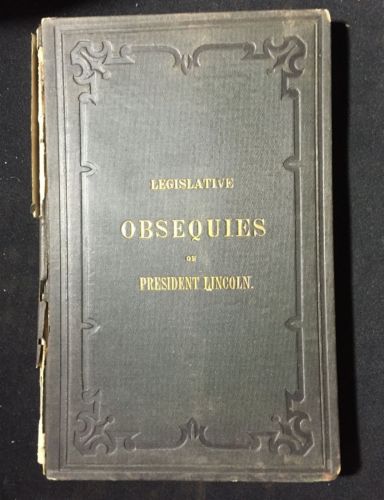 LEGISLATIVE
OBSEQUIES
ON
PRESIDENT LINCOLN.